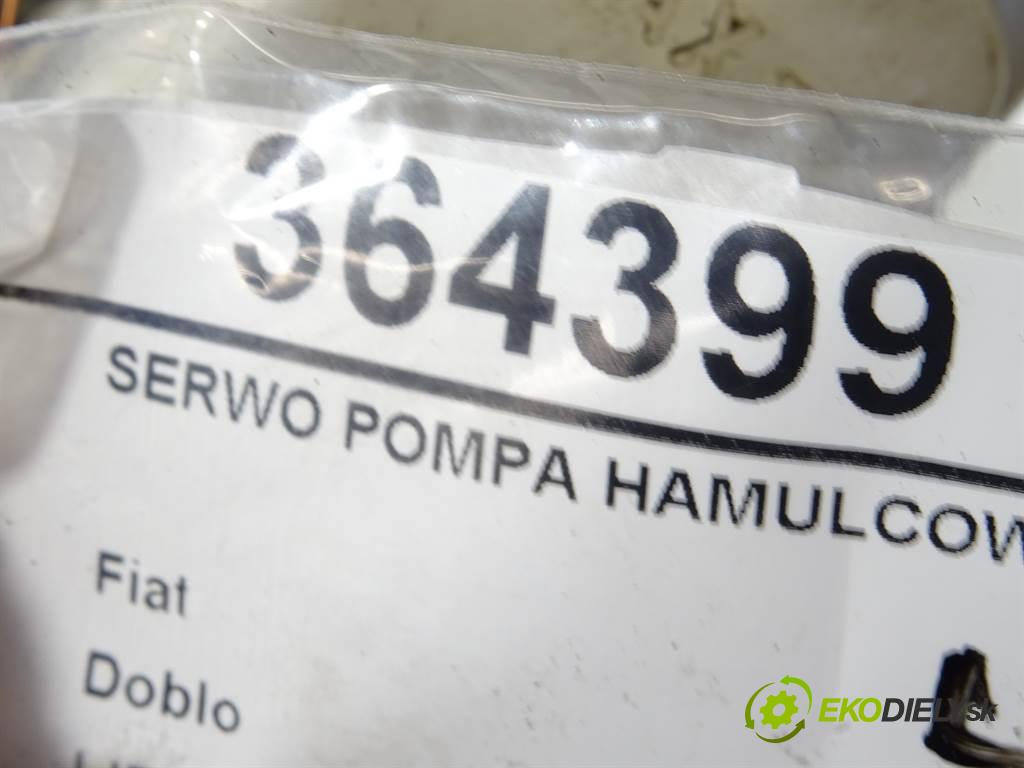 364399
SERWO POMPA HAMULCOW
Fiat
Doblo
EKODIELY.sk